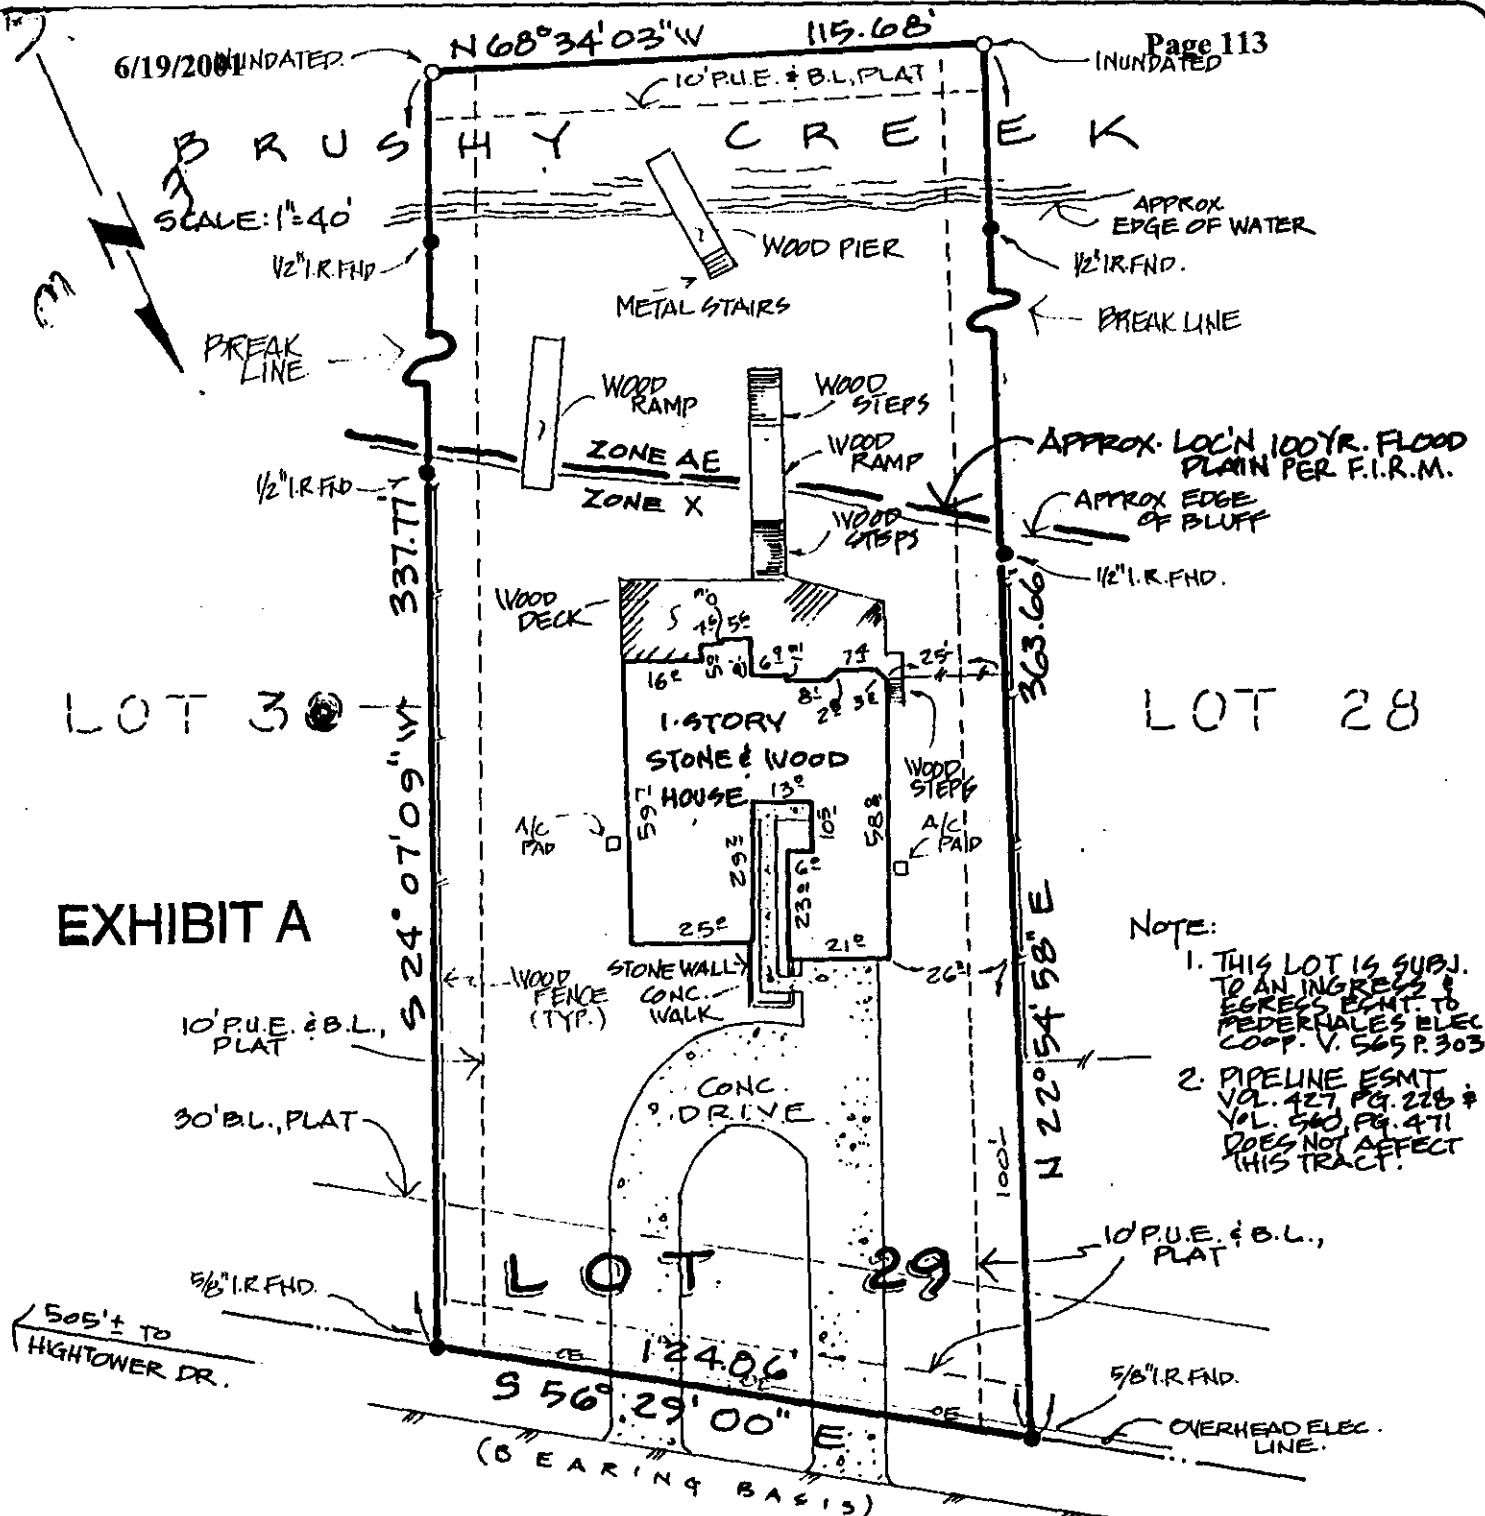 N 68° 34' 03" W 115.68'
6/19/2001 INUNDATED.
Page 113
INUNDATED
10' P.U.E. & B.L., PLAT
BRUSHY CREEK
SCALE: 1"=40'
APPROX
EDGE OF WATER
WOOD PIER
1/2" I.R. FND
1/2" I.R. FND.
METAL STAIRS
BREAK
LINE
BREAK LINE
WOOD
RAMP
WOOD
STEPS
WOOD
RAMP
ZONE AE
ZONE X
APPROX. LOC'N 100 YR. FLOOD
PLAIN PER F.I.R.M.
1/2" I.R. FND
APPROX EDGE
OF BLUFF
WOOD
STEPS
1/2" I.R. FND.
337.77'
363.66'
WOOD
DECK
25'
LOT 3
LOT 28
1-STORY
STONE & WOOD
HOUSE
WOOD
STEPS
A/C
PAD
A/C
PAD
S 24° 07' 09" W
N 22° 54' 58" E
EXHIBIT A
NOTE:
1. THIS LOT IS SUBJ.
TO AN INGRESS &
EGRESS ESMT. TO
PEDERNALES ELEC
COOP. V. 565 P. 303
2. PIPELINE ESMT.
VOL. 427, PG. 228 &
VOL. 560, PG. 471
DOES NOT AFFECT
THIS TRACT.
STONE WALL
CONC.
WALK
WOOD
FENCE
(TYP.)
10' P.U.E. & B.L.,
PLAT
CONC.
DRIVE
30' B.L., PLAT
100'
LOT 29
10' P.U.E. & B.L.,
PLAT
5/8" I.R. FND.
505'± TO
HIGHTOWER DR.
OE
124.06'
OE
OE
S 56° 29' 00" E
(BEARING BASIS)
5/8" I.R. FND.
OVERHEAD ELEC.
LINE.